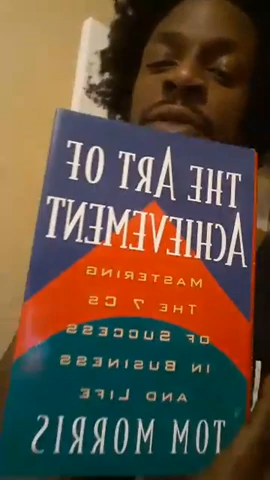 THE ART OF
ACHIEVEMENT
MASTERING
THE 7 CS
OF SUCCESS
IN BUSINESS
AND LIFE
TOM MORRIS